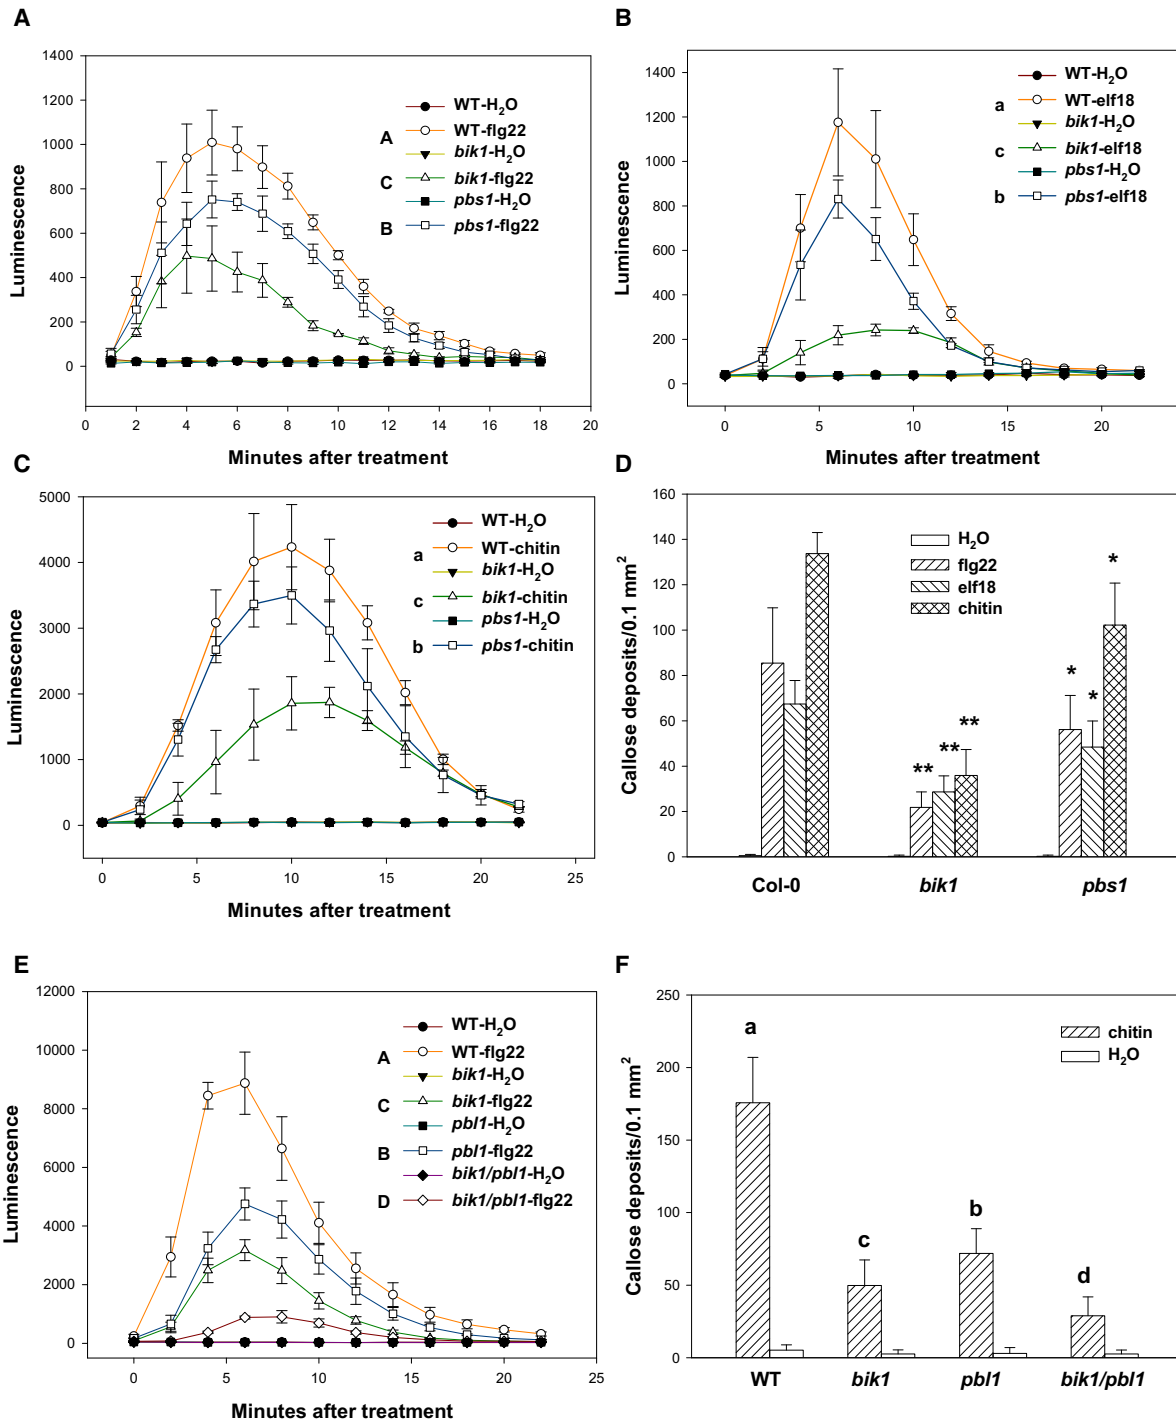 A
1400
1200
1000
800
600
400
200
0
Luminescence
0 2 4 6 8 10 12 14 16 18 20
Minutes after treatment
WT-H2O
A WT-flg22
bik1-H2O
C bik1-flg22
pbs1-H2O
B pbs1-flg22
B
1400
1200
1000
800
600
400
200
0
Luminescence
0 5 10 15 20
Minutes after treatment
WT-H2O
a WT-elf18
bik1-H2O
c bik1-elf18
pbs1-H2O
b pbs1-elf18
C
5000
4000
3000
2000
1000
0
Luminescence
0 5 10 15 20 25
Minutes after treatment
WT-H2O
a WT-chitin
bik1-H2O
c bik1-chitin
pbs1-H2O
b pbs1-chitin
D
160
140
120
100
80
60
40
20
0
Callose deposits/0.1 mm2
H2O
flg22
elf18
chitin
** ** **
* * *
Col-0 bik1 pbs1
E
12000
10000
8000
6000
4000
2000
0
Luminescence
0 5 10 15 20 25
Minutes after treatment
WT-H2O
A WT-flg22
bik1-H2O
C bik1-flg22
pbl1-H2O
B pbl1-flg22
bik1/pbl1-H2O
D bik1/pbl1-flg22
F
250
200
150
100
50
0
Callose deposits/0.1 mm2
chitin
H2O
a c b d
WT bik1 pbl1 bik1/pbl1